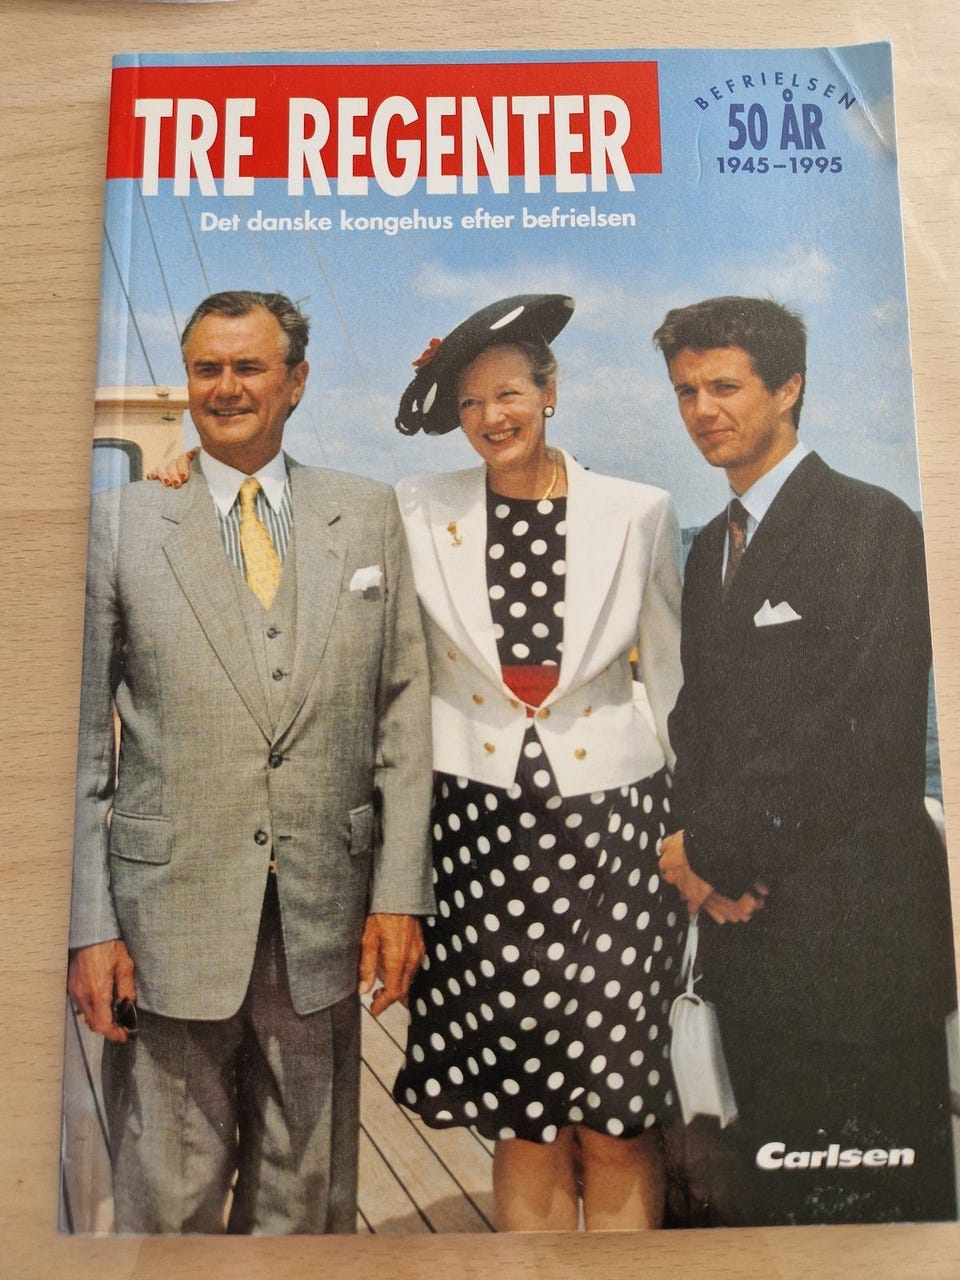 TRE REGENTER
Det danske kongehus efter befrielsen
BEFRIELSEN
50 ÅR
1945–1995
Carlsen